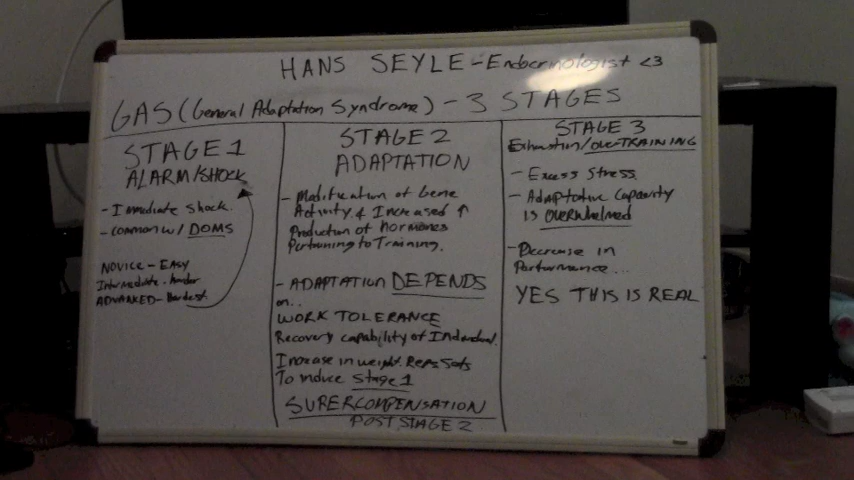 HANS SEYLE - Endocrinologist <3
GAS (General Adaptation Syndrome) - 3 STAGES
STAGE 1
ALARM/SHOCK
- Immediate Shock.
- Common w/ DOMS
NOVICE - EASY
Intermediate - harder
ADVANCED - Hardest
STAGE 2
ADAPTATION
- Modification of Gene
Activity & Increased ↑
Production of Hormones
Pertioning to Training.
- ADAPTATION DEPENDS
on..
WORK TOLERANCE
Recovery capability of Individual.
Increase in weight. Reps. Sets
To induce Stage 1
SUPERCOMPENSATION
POST STAGE 2
STAGE 3
Exhaustion/OVERTRAINING
- Excess Stress.
- Adaptative Capacity
is OVERWhelmed
- Decrease in
Performance...
YES THIS IS REAL